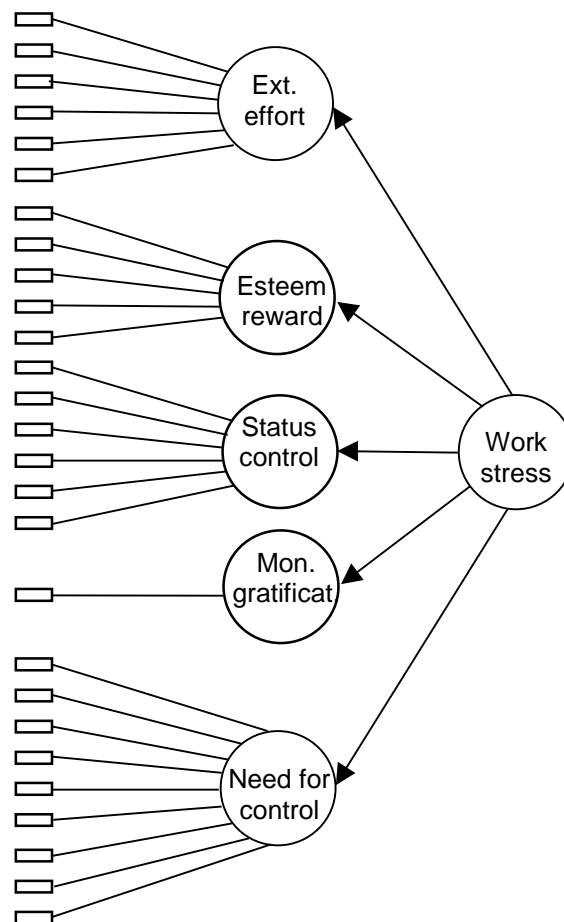 Ext.
effort
Esteem
reward
Status
control
Work
stress
Mon.
gratificat
Need for
control